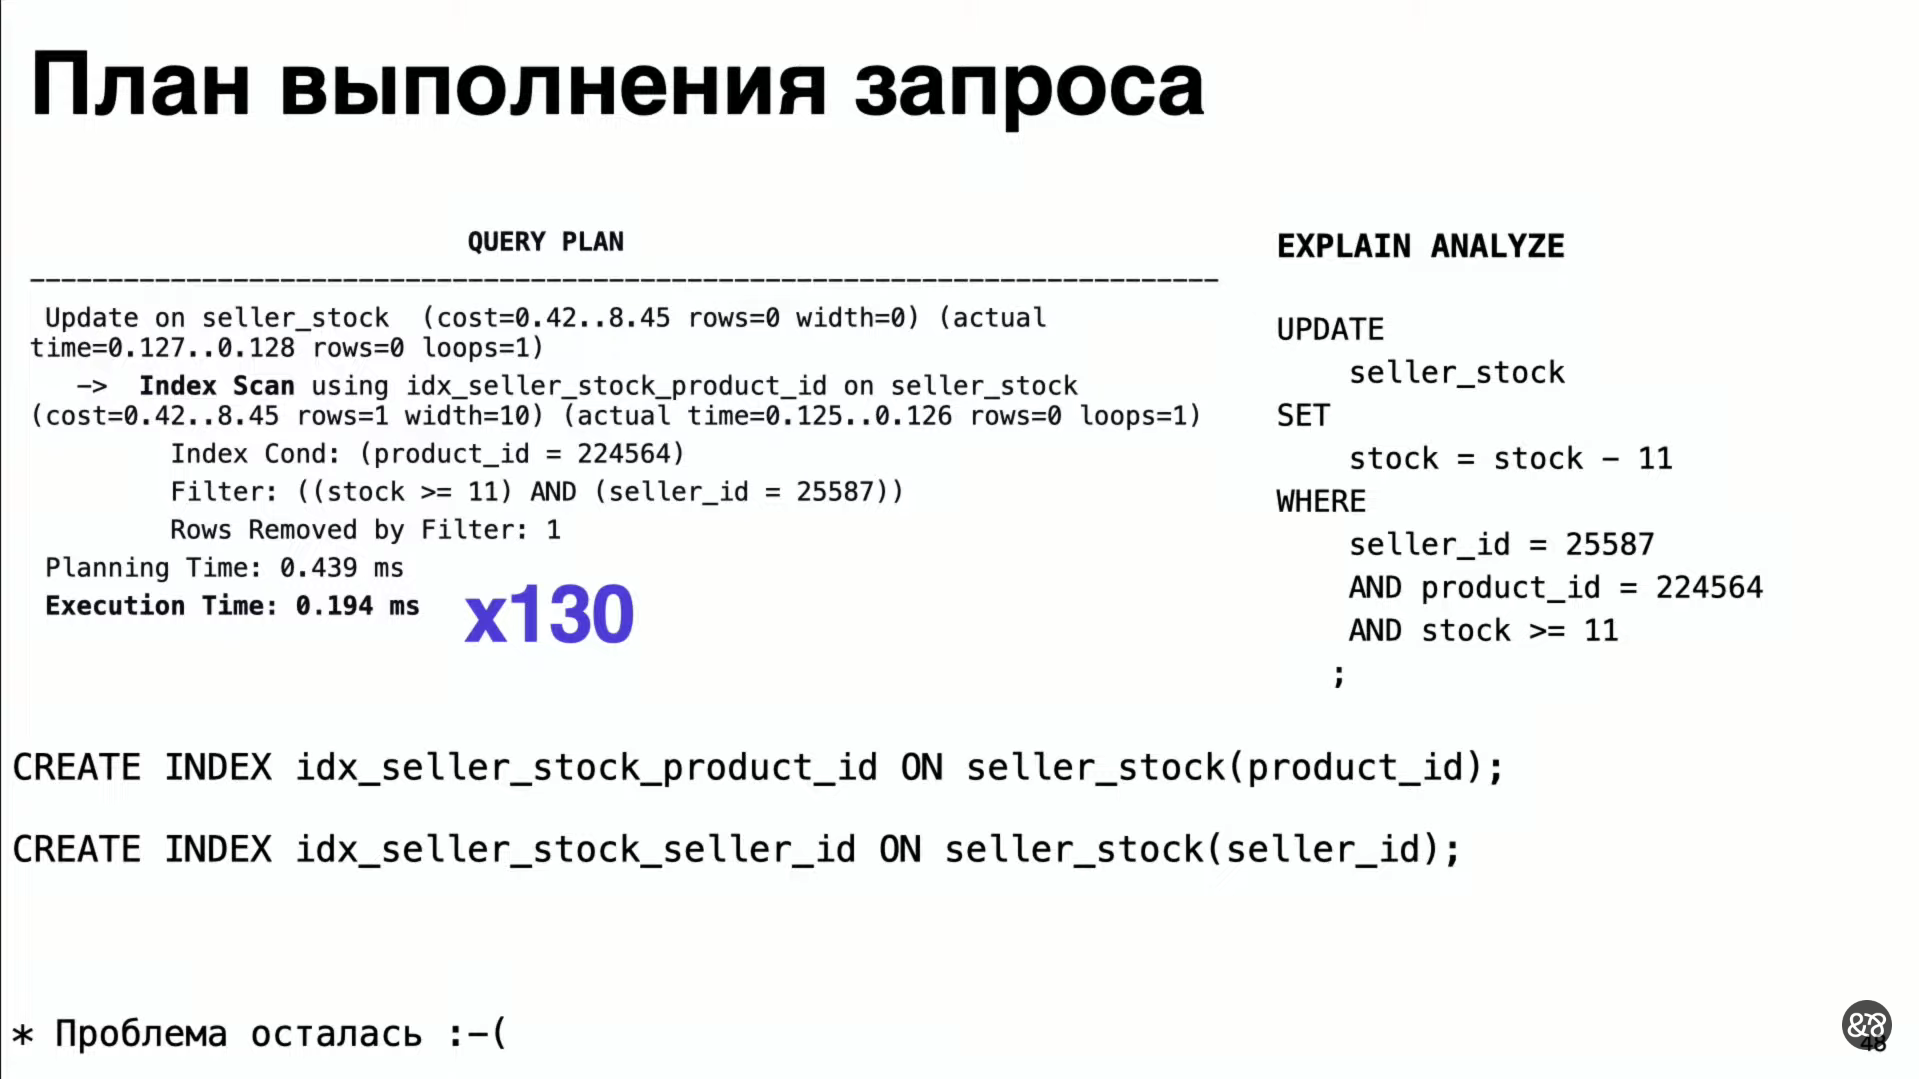 План выполнения запроса
QUERY PLAN
----------------------------------------------------------------------------
Update on seller_stock (cost=0.42..8.45 rows=0 width=0) (actual
time=0.127..0.128 rows=0 loops=1)
-> Index Scan using idx_seller_stock_product_id on seller_stock
(cost=0.42..8.45 rows=1 width=10) (actual time=0.125..0.126 rows=0 loops=1)
Index Cond: (product_id = 224564)
Filter: ((stock >= 11) AND (seller_id = 25587))
Rows Removed by Filter: 1
Planning Time: 0.439 ms
Execution Time: 0.194 ms
x130
EXPLAIN ANALYZE
UPDATE
seller_stock
SET
stock = stock - 11
WHERE
seller_id = 25587
AND product_id = 224564
AND stock >= 11
;
CREATE INDEX idx_seller_stock_product_id ON seller_stock(product_id);
CREATE INDEX idx_seller_stock_seller_id ON seller_stock(seller_id);
* Проблема осталась :-(
48